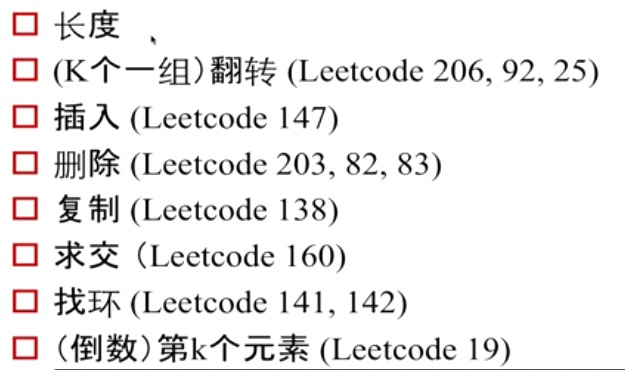 长度
(K个一组)翻转 (Leetcode 206, 92, 25)
插入 (Leetcode 147)
删除 (Leetcode 203, 82, 83)
复制 (Leetcode 138)
求交 (Leetcode 160)
找环 (Leetcode 141, 142)
(倒数)第k个元素 (Leetcode 19)